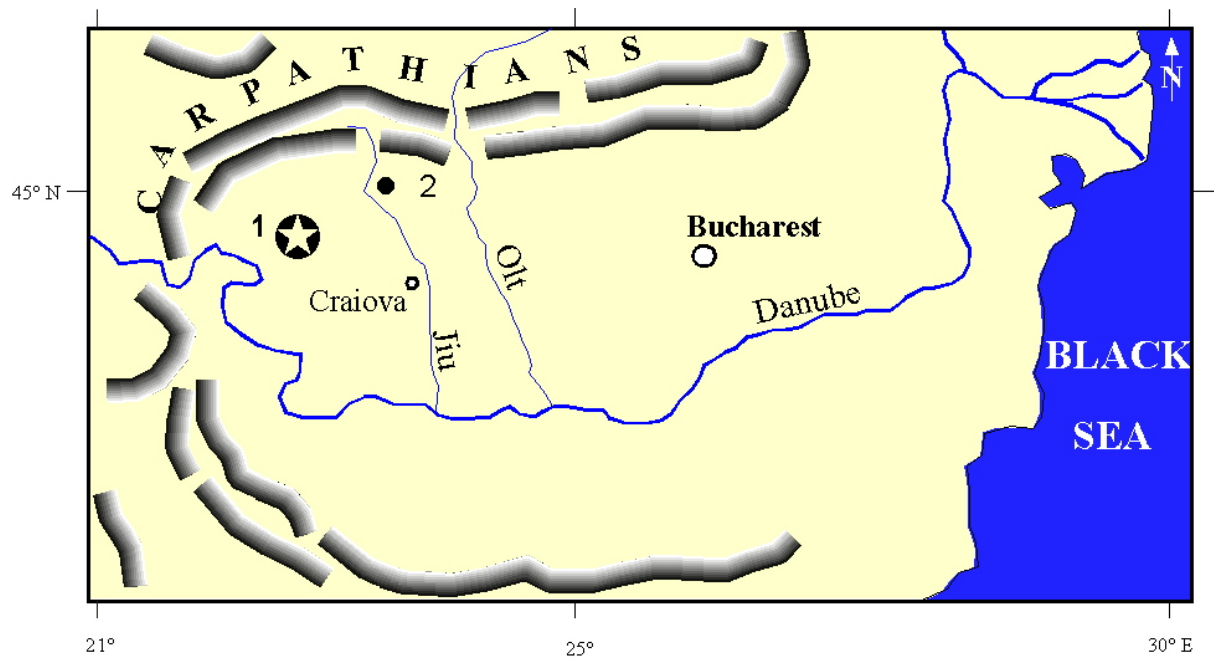 CARPATHIANS
N
45° N
2
1
Bucharest
Olt
Craiova
Danube
Jiu
BLACK
SEA
21°
25°
30° E